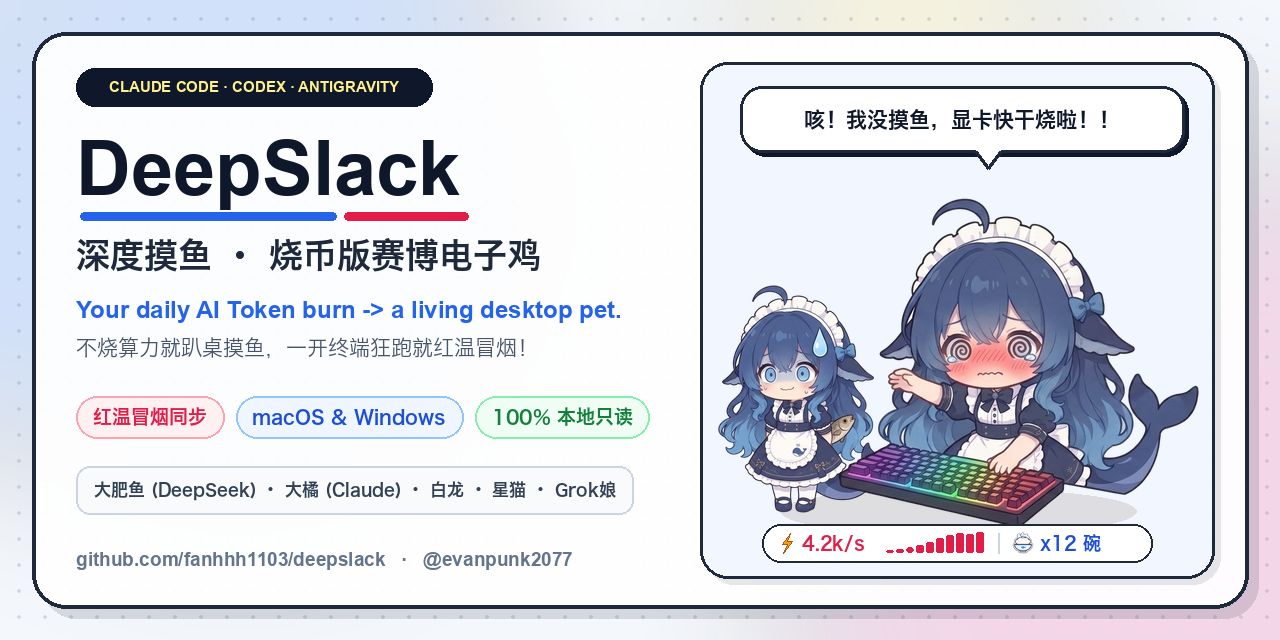 CLAUDE CODE · CODEX · ANTIGRAVITY
DeepSlack
深度摸鱼 · 烧币版赛博电子鸡
Your daily AI Token burn -> a living desktop pet.
不烧算力就趴桌摸鱼，一开终端狂跑就红温冒烟！
红温冒烟同步
macOS & Windows
100% 本地只读
大肥鱼 (DeepSeek) · 大橘 (Claude) · 白龙 · 星猫 · Grok娘
github.com/fanhhh1103/deepslack · @evanpunk2077
咳！我没摸鱼，显卡快干烧啦！！
4.2k/s
x12 碗